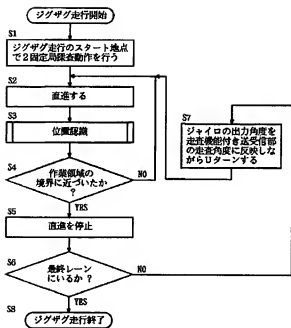 ジグザグ走行開始
S1
ジグザグ走行のスタート地点
で2固定局探査動作を行う
S2
直進する
S3
位置認識
S4
作業領域の
境界に近づいたか
?
NO
YES
S5
直進を停止
S6
最終レーン
にいるか ?
NO
YES
S7
ジャイロの出力角度を
走査機能付き送受信部
の走査角度に反映しな
がらUターンする
S8
ジグザグ走行終了